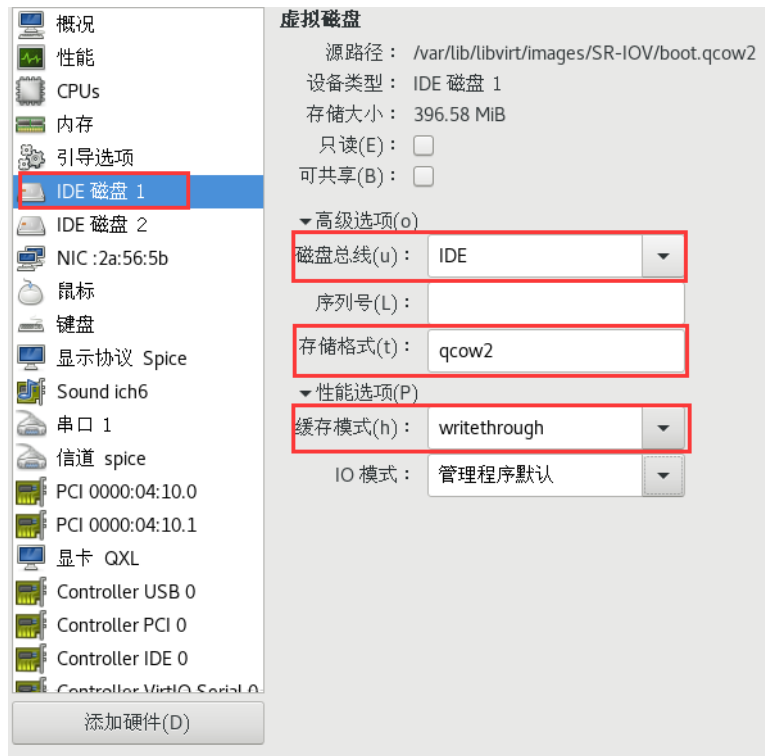 概况
性能
CPUs
内存
引导选项
IDE 磁盘 1
IDE 磁盘 2
NIC :2a:56:5b
鼠标
键盘
显示协议 Spice
Sound ich6
串口 1
信道 spice
PCI 0000:04:10.0
PCI 0000:04:10.1
显卡 QXL
Controller USB 0
Controller PCI 0
Controller IDE 0
Controller VirtIO Serial 0
添加硬件(D)
虚拟磁盘
源路径： /var/lib/libvirt/images/SR-IOV/boot.qcow2
设备类型： IDE 磁盘 1
存储大小： 396.58 MiB
只读(E)：
可共享(B)：
高级选项(o)
磁盘总线(u)： IDE
序列号(L)：
存储格式(t)： qcow2
性能选项(P)
缓存模式(h)： writethrough
IO 模式： 管理程序默认